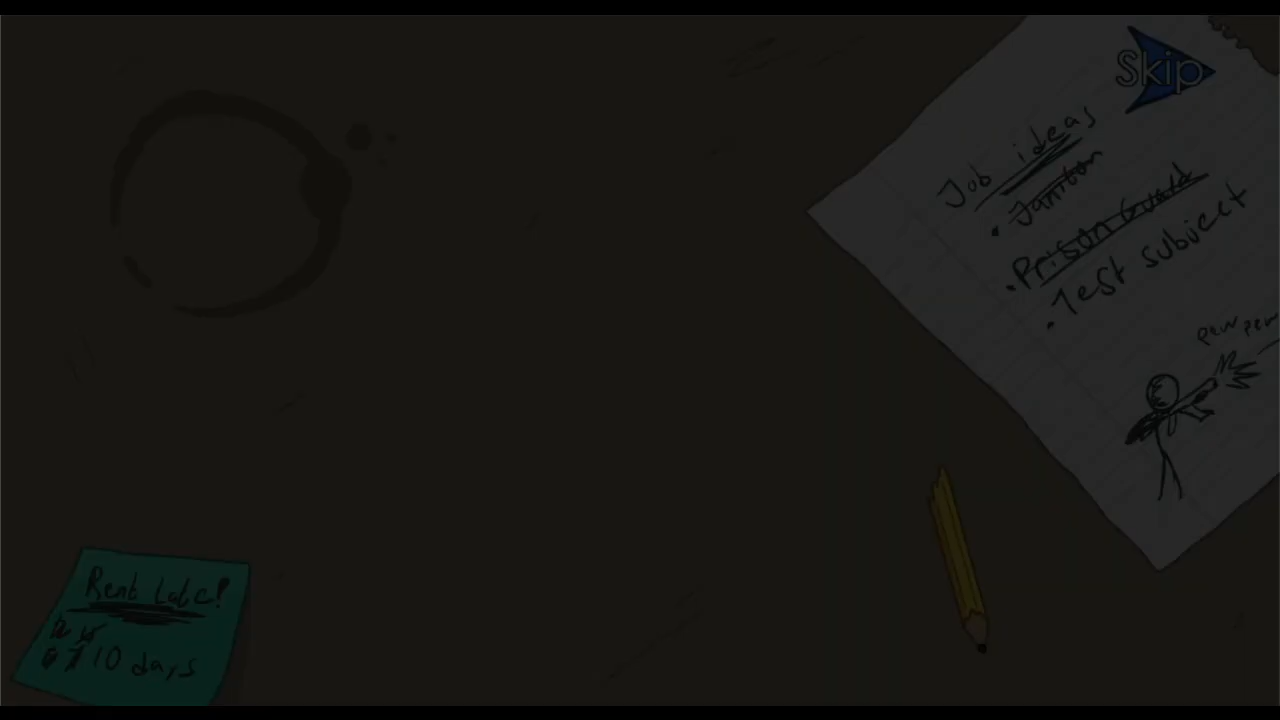 Skip
Job ideas
• Janitor
• Prison Guard
• Test subject
pew pew
Rent Late!
10 days